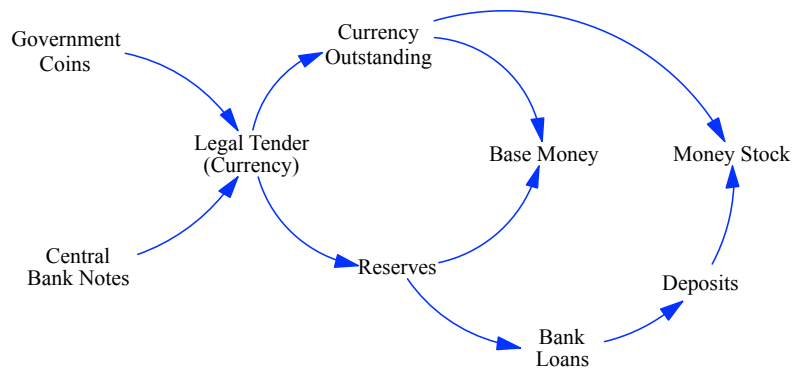 Government
Coins
Currency
Outstanding
Legal Tender
(Currency)
Base Money
Money Stock
Central
Bank Notes
Reserves
Deposits
Bank
Loans